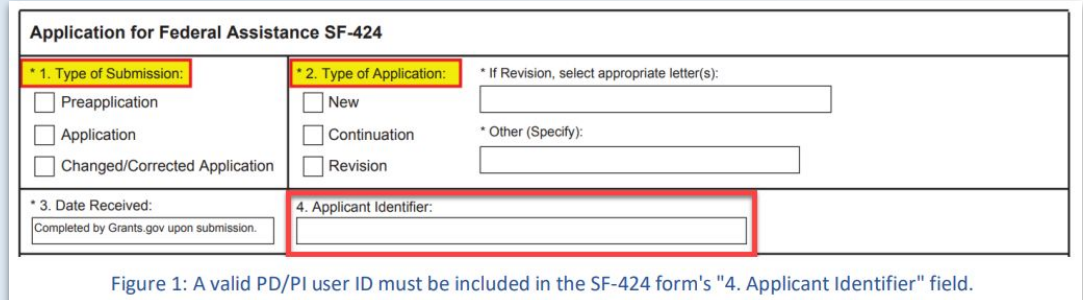 Application for Federal Assistance SF-424
* 1. Type of Submission:
* 2. Type of Application:
* If Revision, select appropriate letter(s):
Preapplication
New
Application
Continuation
* Other (Specify):
Changed/Corrected Application
Revision
* 3. Date Received:
4. Applicant Identifier:
Completed by Grants.gov upon submission.
Figure 1: A valid PD/PI user ID must be included in the SF-424 form's "4. Applicant Identifier" field.